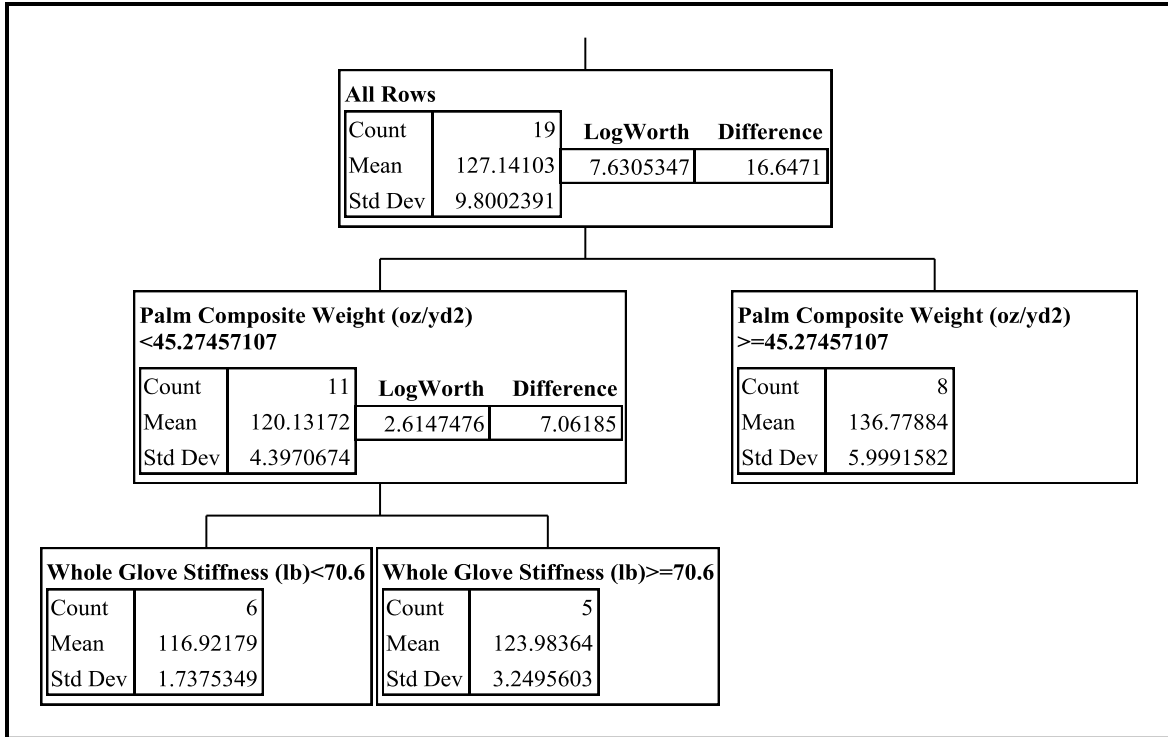 All Rows
Count 19 LogWorth Difference
Mean 127.14103 7.6305347 16.6471
Std Dev 9.8002391
Palm Composite Weight (oz/yd2)
<45.27457107
Count 11 LogWorth Difference
Mean 120.13172 2.6147476 7.06185
Std Dev 4.3970674
Palm Composite Weight (oz/yd2)
>=45.27457107
Count 8
Mean 136.77884
Std Dev 5.9991582
Whole Glove Stiffness (lb)<70.6
Count 6
Mean 116.92179
Std Dev 1.7375349
Whole Glove Stiffness (lb)>=70.6
Count 5
Mean 123.98364
Std Dev 3.2495603